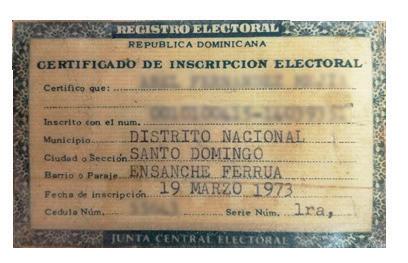 REGISTRO ELECTORAL
REPUBLICA DOMINICANA
CERTIFICADO DE INSCRIPCION ELECTORAL
Certifico que:
Inscrito con el num.
Municipio DISTRITO NACIONAL
Ciudad o Sección SANTO DOMINGO
Barrio o Paraje ENSANCHE FERRUA
Fecha de inscripción 19 MARZO 1973
Cedula Núm. Serie Núm. 1ra,
JUNTA CENTRAL ELECTORAL